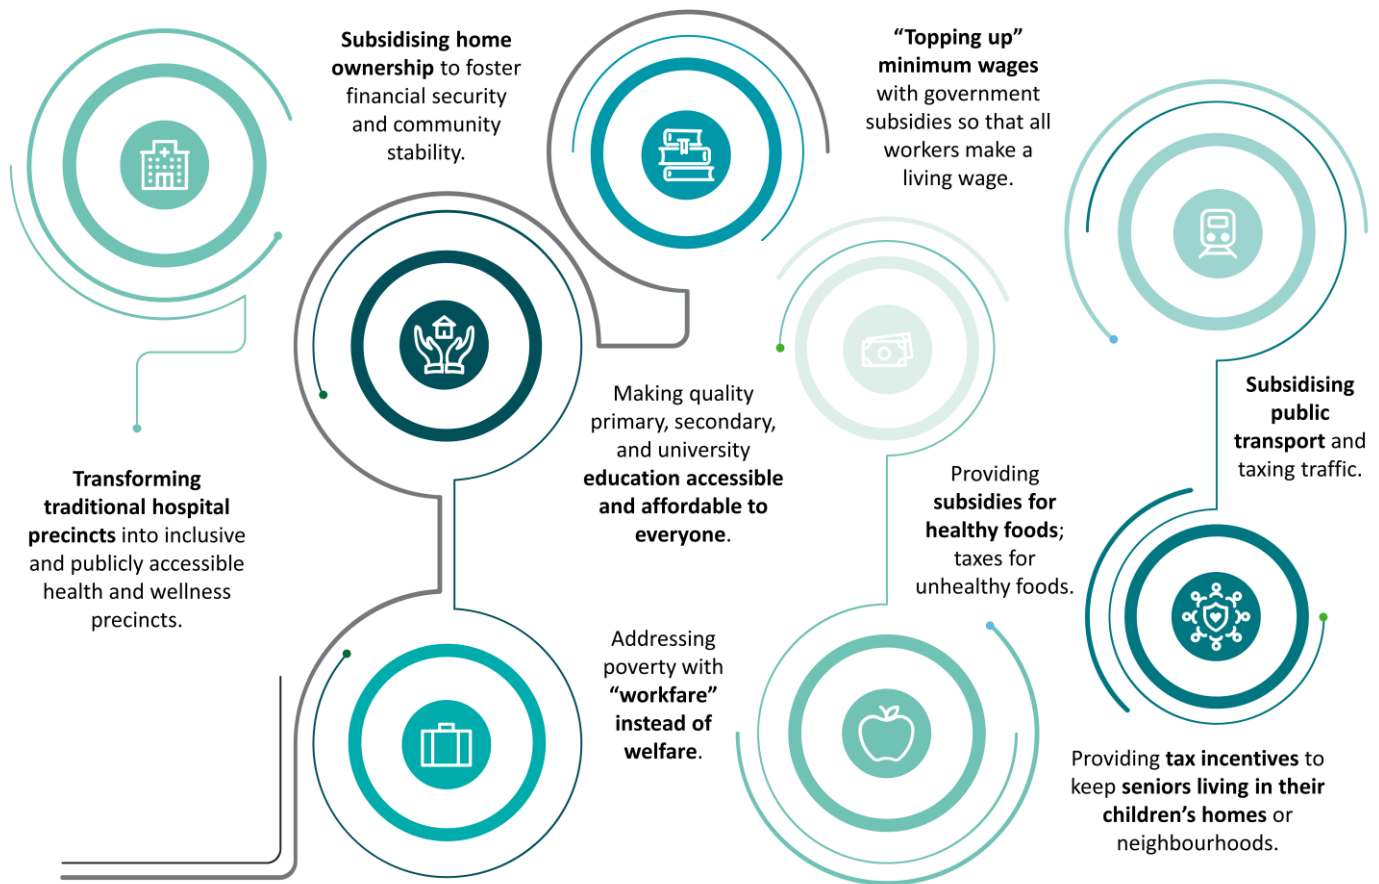 Subsidising home
ownership to foster
financial security
and community
stability.
“Topping up”
minimum wages
with government
subsidies so that all
workers make a
living wage.
Making quality
primary, secondary,
and university
education accessible
and affordable to
everyone.
Subsidising
public
transport and
taxing traffic.
Transforming
traditional hospital
precincts into inclusive
and publicly accessible
health and wellness
precincts.
Providing
subsidies for
healthy foods;
taxes for
unhealthy foods.
Addressing
poverty with
“workfare”
instead of
welfare.
Providing tax incentives to
keep seniors living in their
children’s homes or
neighbourhoods.